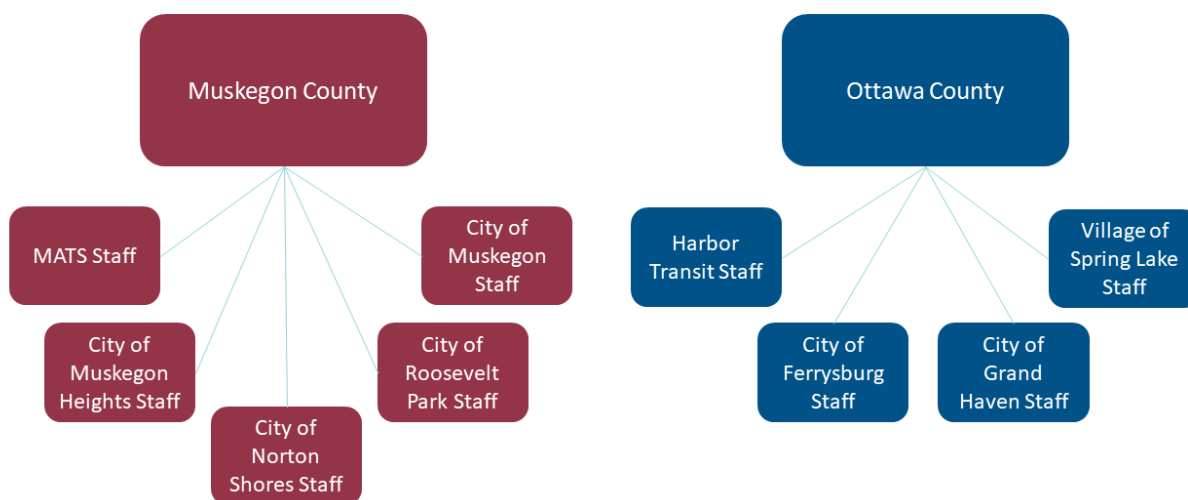 Muskegon County
MATS Staff
City of
Muskegon
Heights Staff
City of
Norton
Shores Staff
City of
Roosevelt
Park Staff
City of
Muskegon
Staff
Ottawa County
Harbor
Transit Staff
City of
Ferrysburg
Staff
City of
Grand
Haven Staff
Village of
Spring Lake
Staff